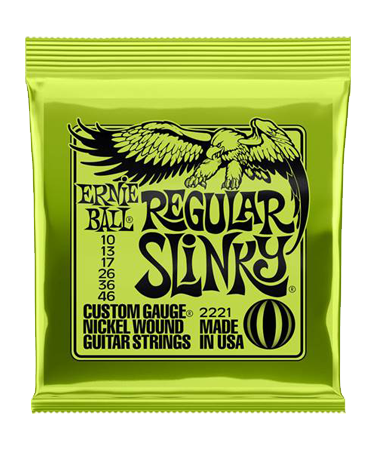 ERNIE
BALL®
REGULAR
SLINKY®
10
13
17
26
36
46
CUSTOM GAUGE®
NICKEL WOUND
GUITAR STRINGS
2221
MADE
IN USA